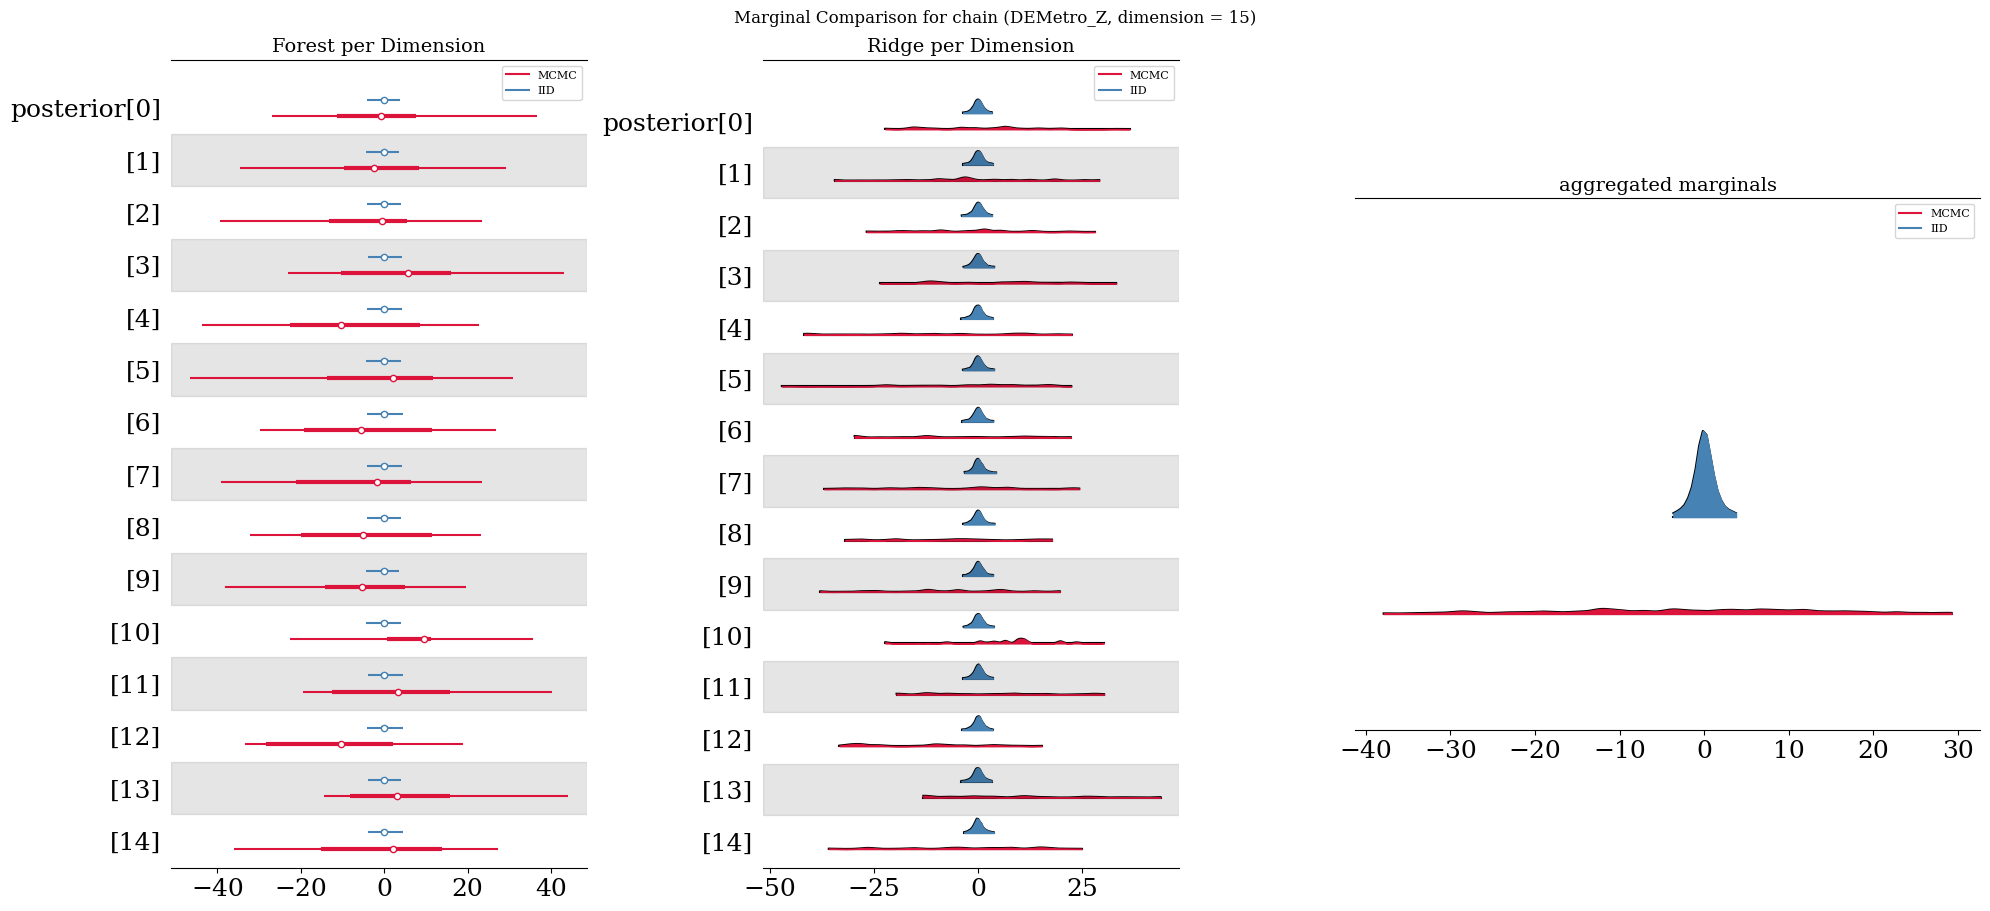 Marginal Comparison for chain (DEMetro_Z, dimension = 15)
Forest per Dimension
MCMC
IID
posterior[0]
[1]
[2]
[3]
[4]
[5]
[6]
[7]
[8]
[9]
[10]
[11]
[12]
[13]
[14]
−40 −20 0 20 40
Ridge per Dimension
MCMC
IID
posterior[0]
[1]
[2]
[3]
[4]
[5]
[6]
[7]
[8]
[9]
[10]
[11]
[12]
[13]
[14]
−50 −25 0 25
aggregated marginals
MCMC
IID
−40 −30 −20 −10 0 10 20 30